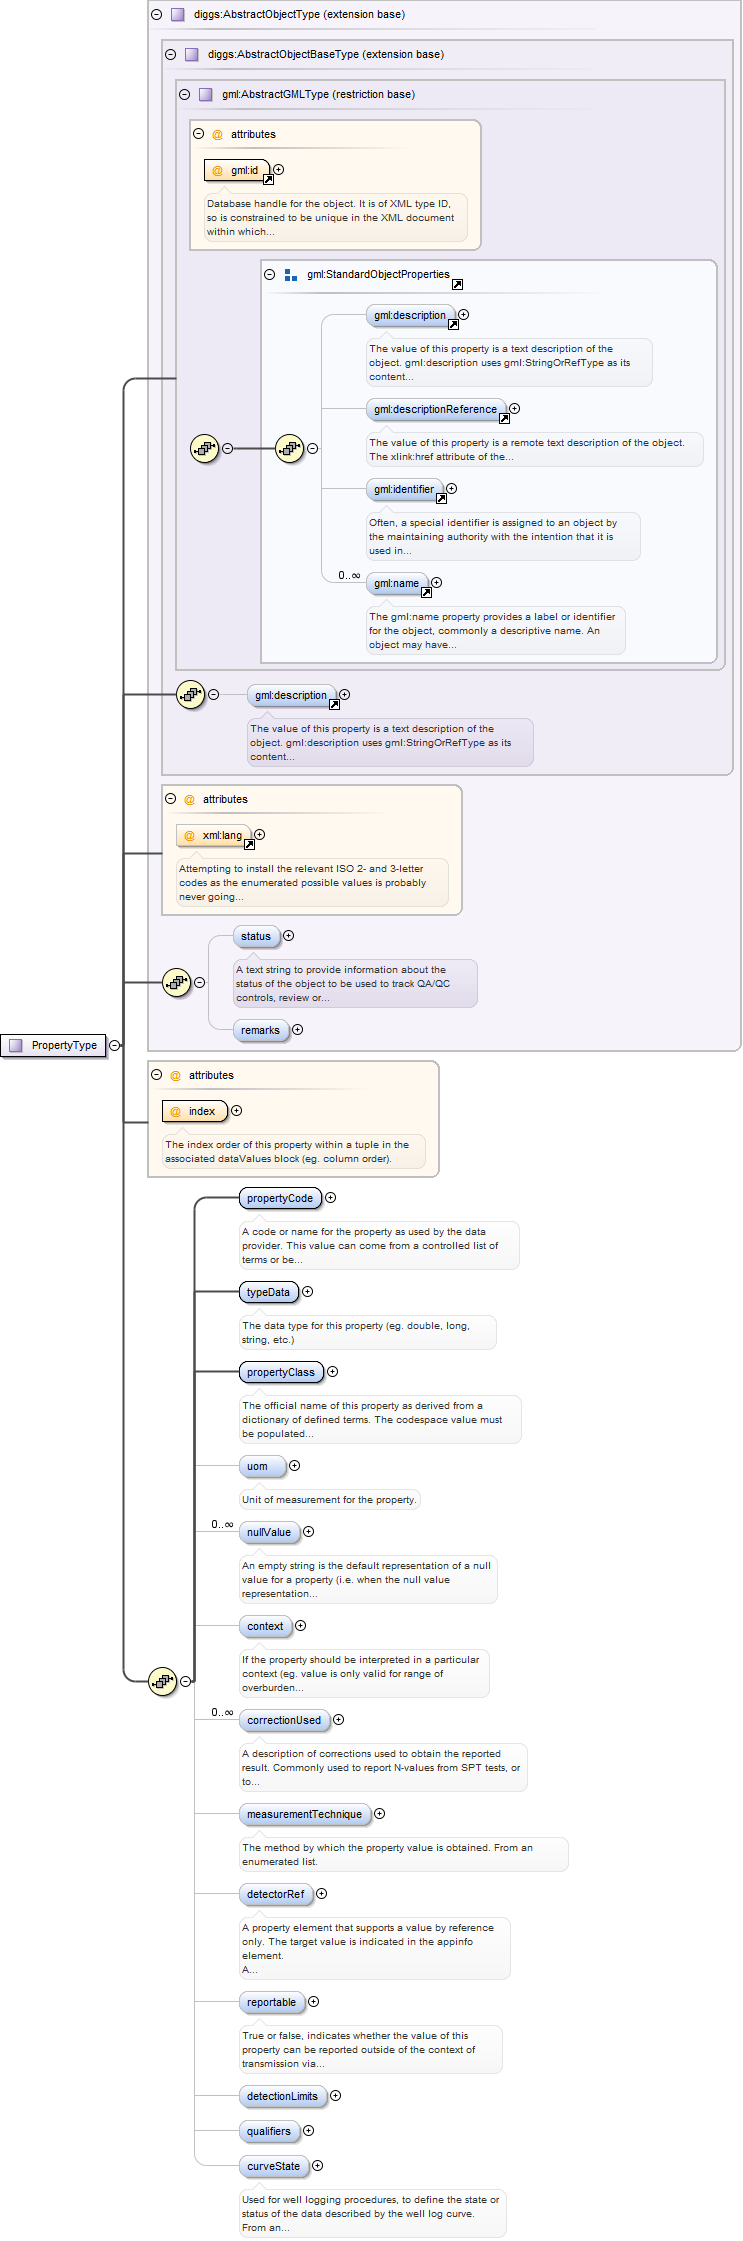 diggs:AbstractObjectType (extension base)
diggs:AbstractObjectBaseType (extension base)
gml:AbstractGMLType (restriction base)
@ attributes
@ gml:id
Database handle for the object. It is of XML type ID,
so is constrained to be unique in the XML document
within which...
gml:StandardObjectProperties
gml:description
The value of this property is a text description of the
object. gml:description uses gml:StringOrRefType as its
content...
gml:descriptionReference
The value of this property is a remote text description of the object.
The xlink:href attribute of the...
gml:identifier
Often, a special identifier is assigned to an object by
the maintaining authority with the intention that it is
used in...
0..∞
gml:name
The gml:name property provides a label or identifier
for the object, commonly a descriptive name. An
object may have...
gml:description
The value of this property is a text description of the
object. gml:description uses gml:StringOrRefType as its
content...
@ attributes
@ xml:lang
Attempting to install the relevant ISO 2- and 3-letter
codes as the enumerated possible values is probably
never going...
status
A text string to provide information about the
status of the object to be used to track QA/QC
controls, review or...
remarks
PropertyType
@ attributes
@ index
The index order of this property within a tuple in the
associated dataValues block (eg. column order).
propertyCode
A code or name for the property as used by the data
provider. This value can come from a controlled list of
terms or be...
typeData
The data type for this property (eg. double, long,
string, etc.)
propertyClass
The official name of this property as derived from a
dictionary of defined terms. The codespace value must
be populated...
uom
Unit of measurement for the property.
0..∞
nullValue
An empty string is the default representation of a null
value for a property (i.e. when the null value
representation...
context
If the property should be interpreted in a particular
context (eg. value is only valid for range of
overburden...
0..∞
correctionUsed
A description of corrections used to obtain the reported
result. Commonly used to report N-values from SPT tests, or
to...
measurementTechnique
The method by which the property value is obtained. From an
enumerated list.
detectorRef
A property element that supports a value by reference
only. The target value is indicated in the appinfo
element.
A...
reportable
True or false, indicates whether the value of this
property can be reported outside of the context of
transmission via...
detectionLimits
qualifiers
curveState
Used for well logging procedures, to define the state or
status of the data described by the well log curve.
From an...